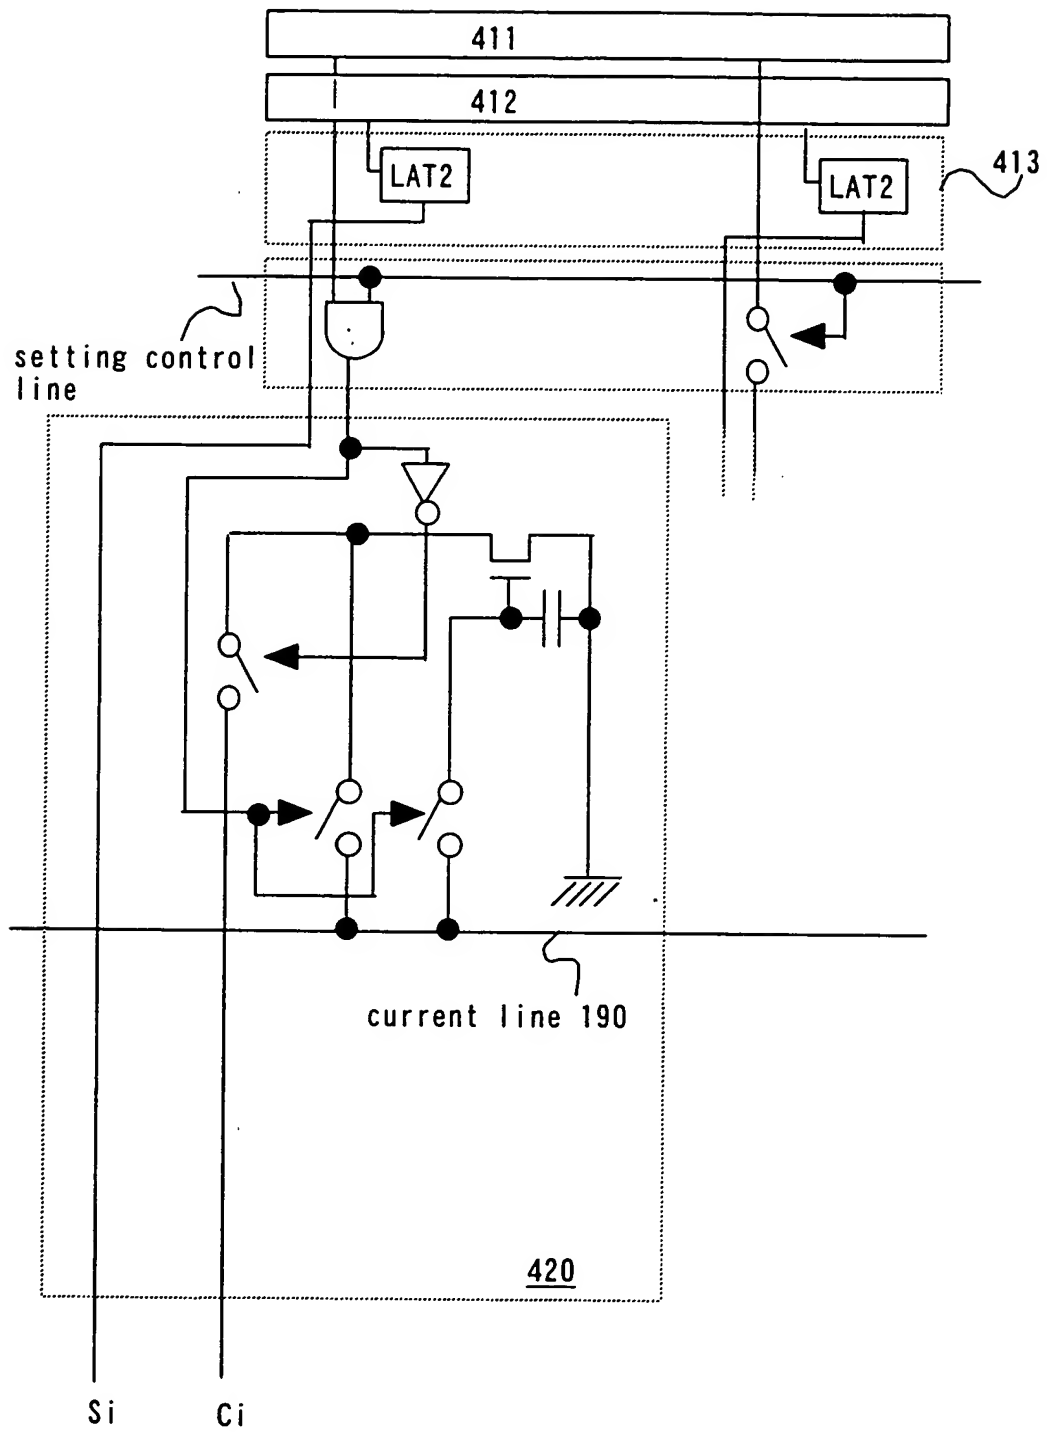 411
412
413
LAT2
LAT2
setting control
line
current line 190
420
Si
Ci